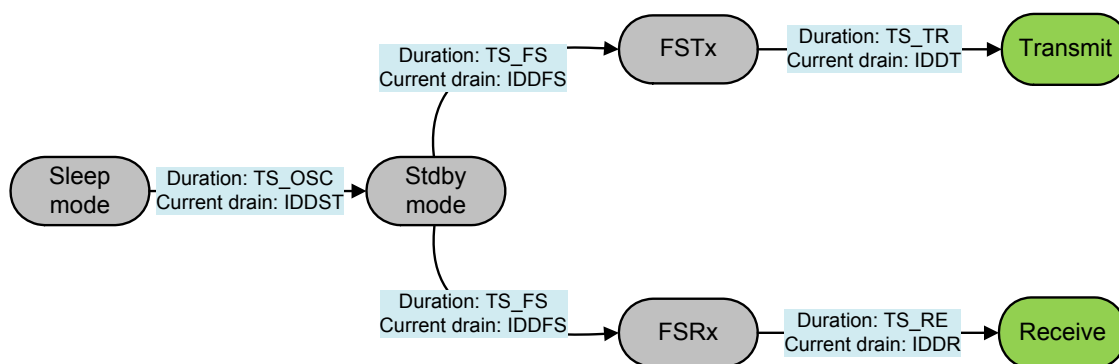 Duration: TS_FS
Current drain: IDDFS
FSTx
Duration: TS_TR
Current drain: IDDT
Transmit
Sleep
mode
Duration: TS_OSC
Current drain: IDDST
Stdby
mode
Duration: TS_FS
Current drain: IDDFS
FSRx
Duration: TS_RE
Current drain: IDDR
Receive